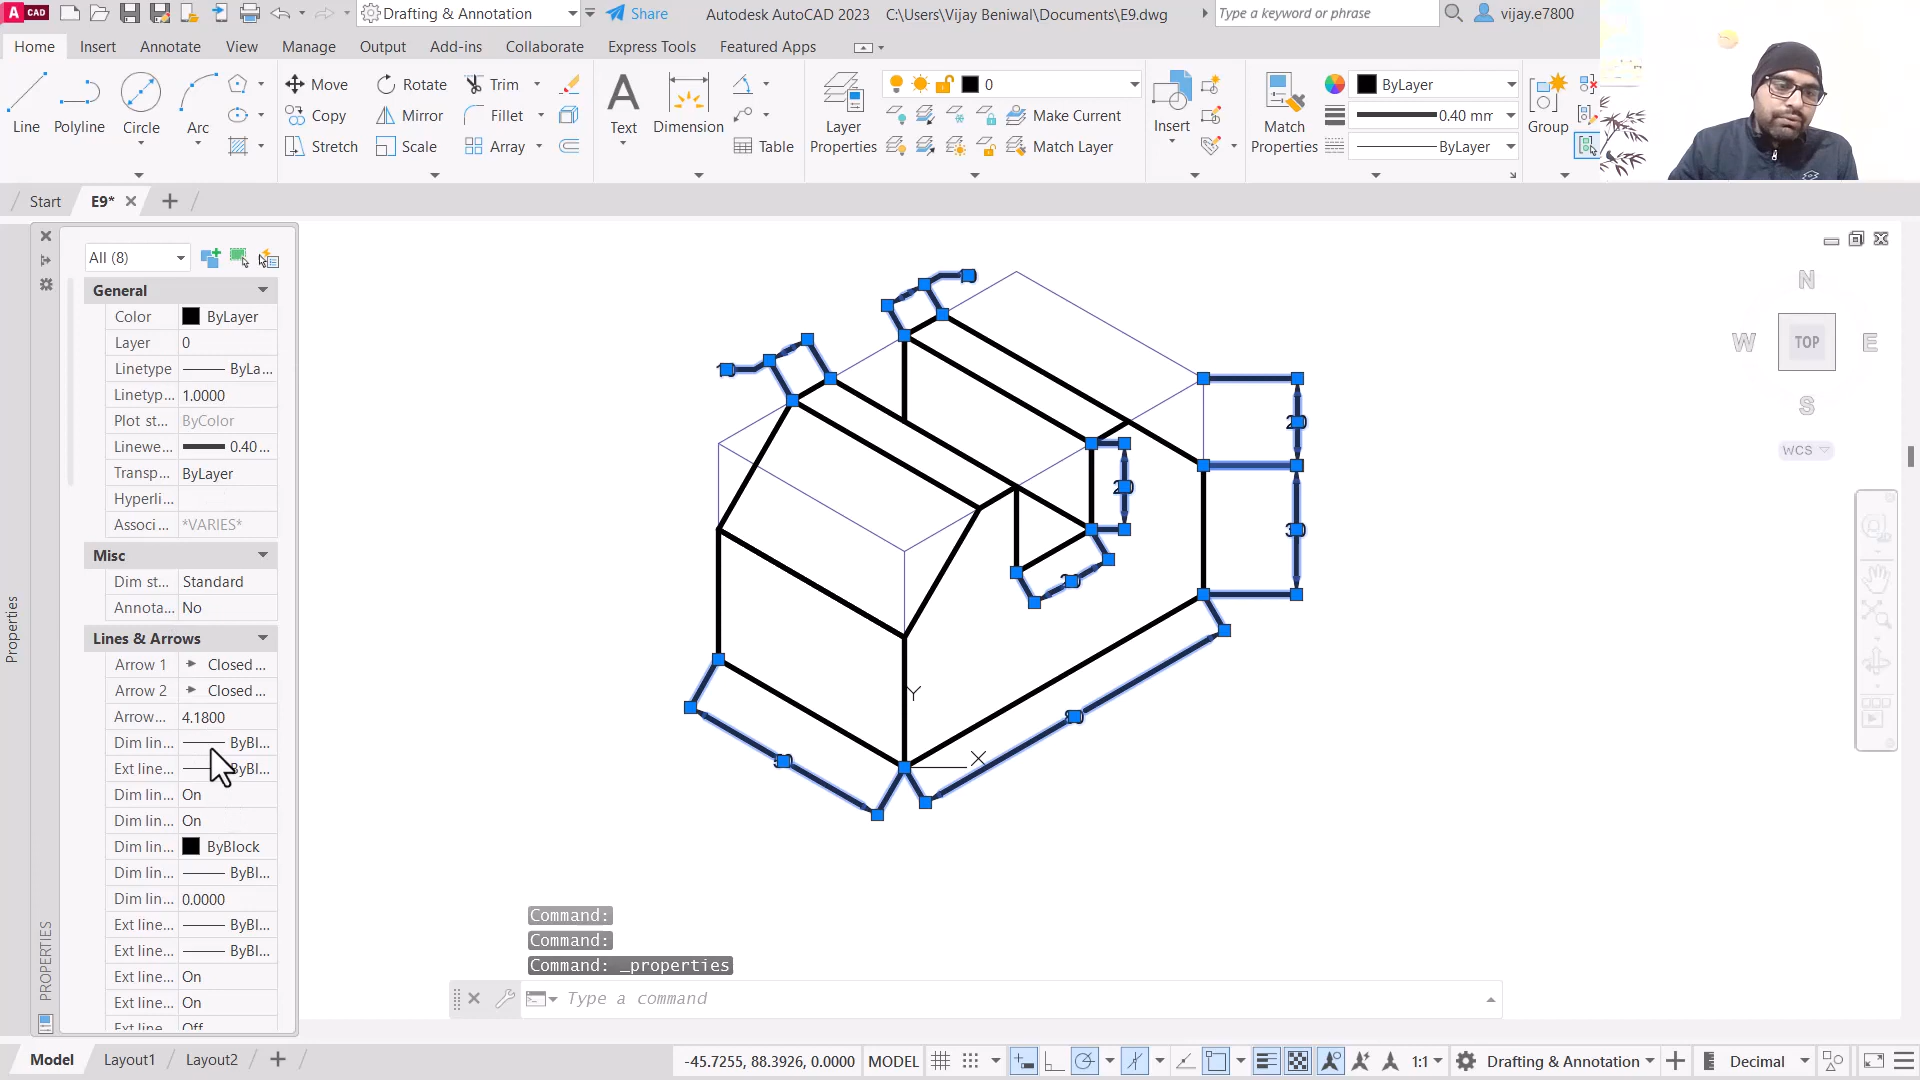 A CAD
Drafting & Annotation
Share
Autodesk AutoCAD 2023
C:\Users\Vijay Beniwal\Documents\E9.dwg
Type a keyword or phrase
vijay.e7800
Home
Insert
Annotate
View
Manage
Output
Add-ins
Collaborate
Express Tools
Featured Apps
Line
Polyline
Circle
Arc
Move
Rotate
Trim
Copy
Mirror
Fillet
Stretch
Scale
Array
Text
Dimension
Table
Layer
Properties
0
Make Current
Match Layer
Insert
Match
Properties
ByLayer
0.40 mm
ByLayer
Group
Start
E9*
All (8)
General
Color ByLayer
Layer 0
Linetype ByLa...
Linetyp... 1.0000
Plot st... ByColor
Linewe... 0.40...
Transp... ByLayer
Hyperli...
Associ... *VARIES*
Misc
Dim st... Standard
Annota... No
Lines & Arrows
Arrow 1 Closed...
Arrow 2 Closed...
Arrow... 4.1800
Dim lin... ByBl...
Ext line... ByBl...
Dim lin... On
Dim lin... On
Dim lin... ByBlock
Dim lin... ByBl...
Dim lin... 0.0000
Ext line... ByBl...
Ext line... ByBl...
Ext line... On
Ext line... On
Ext line Off
Properties
PROPERTIES
N
W
TOP
E
S
WCS
Y
X
Command:
Command:
Command: _properties
Type a command
Model
Layout1
Layout2
-45.7255, 88.3926, 0.0000
MODEL
1:1
Drafting & Annotation
Decimal